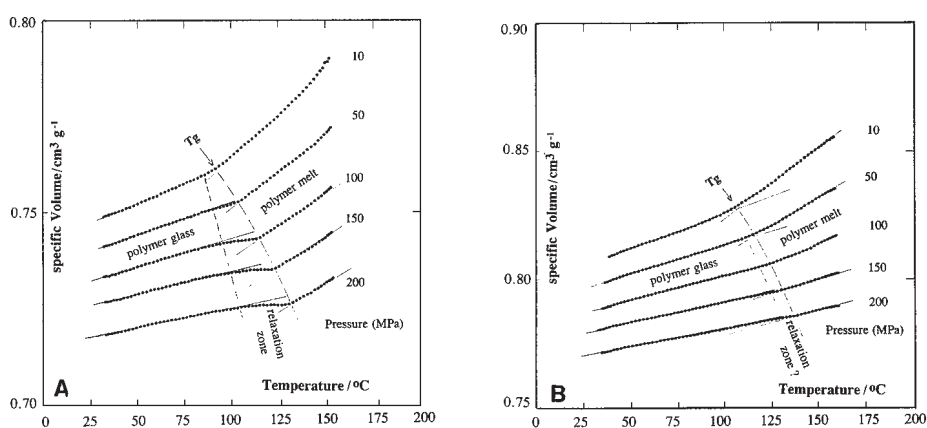 0.80
0.75
0.70
specific Volume/cm³ g⁻¹
10
50
100
150
200
Pressure (MPa)
Tg
polymer melt
polymer glass
relaxation
zone
A
Temperature / ºC
0
25
50
75
100
125
150
175
200
0.90
0.85
0.80
0.75
specific Volume/cm³ g⁻¹
10
50
100
150
200
Pressure (MPa)
Tg
polymer melt
polymer glass
relaxation
zone ?
B
Temperature / ºC
0
25
50
75
100
125
150
175
200